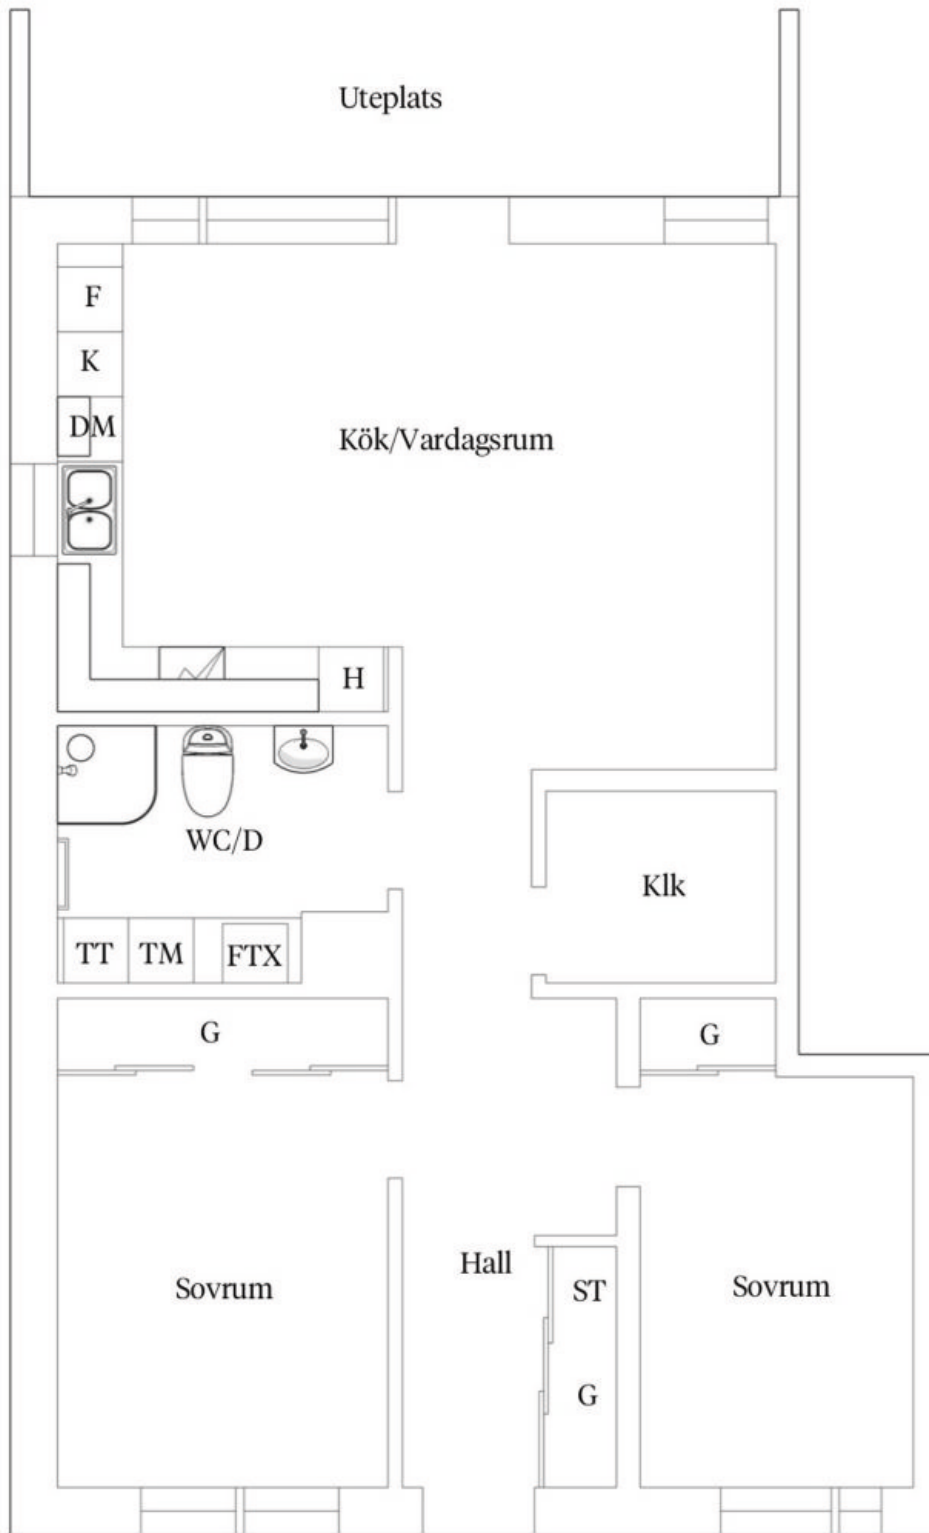 Uteplats
F
K
DM
Kök/Vardagsrum
H
WC/D
Klk
TT TM FTX
G
G
Hall
Sovrum
ST
Sovrum
G